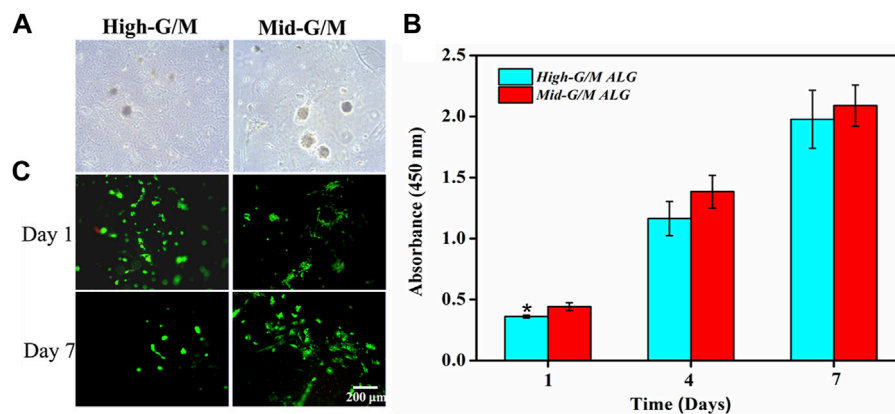 A
High-G/M Mid-G/M
C
Day 1
Day 7
200 μm
B
Absorbance (450 nm)
2.5
2.0
1.5
1.0
0.5
0.0
High-G/M ALG
Mid-G/M ALG
*
1 4 7
Time (Days)